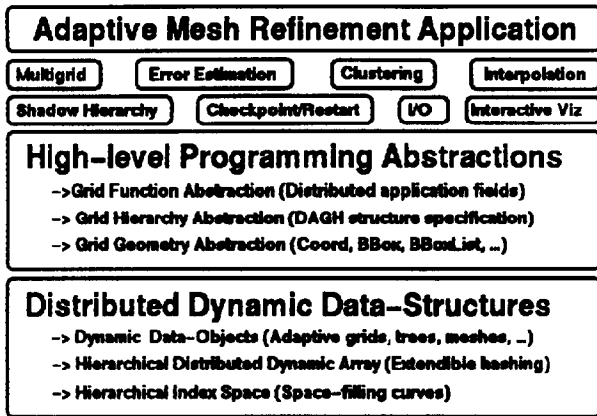 Adaptive Mesh Refinement Application
Multigrid Error Estimation Clustering Interpolation
Shadow Hierarchy Checkpoint/Restart I/O Interactive Viz
High-level Programming Abstractions
->Grid Function Abstraction (Distributed application fields)
->Grid Hierarchy Abstraction (DAGH structure specification)
->Grid Geometry Abstraction (Coord, BBox, BBoxList, ...)
Distributed Dynamic Data-Structures
-> Dynamic Data-Objects (Adaptive grids, trees, meshes, ...)
-> Hierarchical Distributed Dynamic Array (Extendible hashing)
-> Hierarchical Index Space (Space-filling curves)